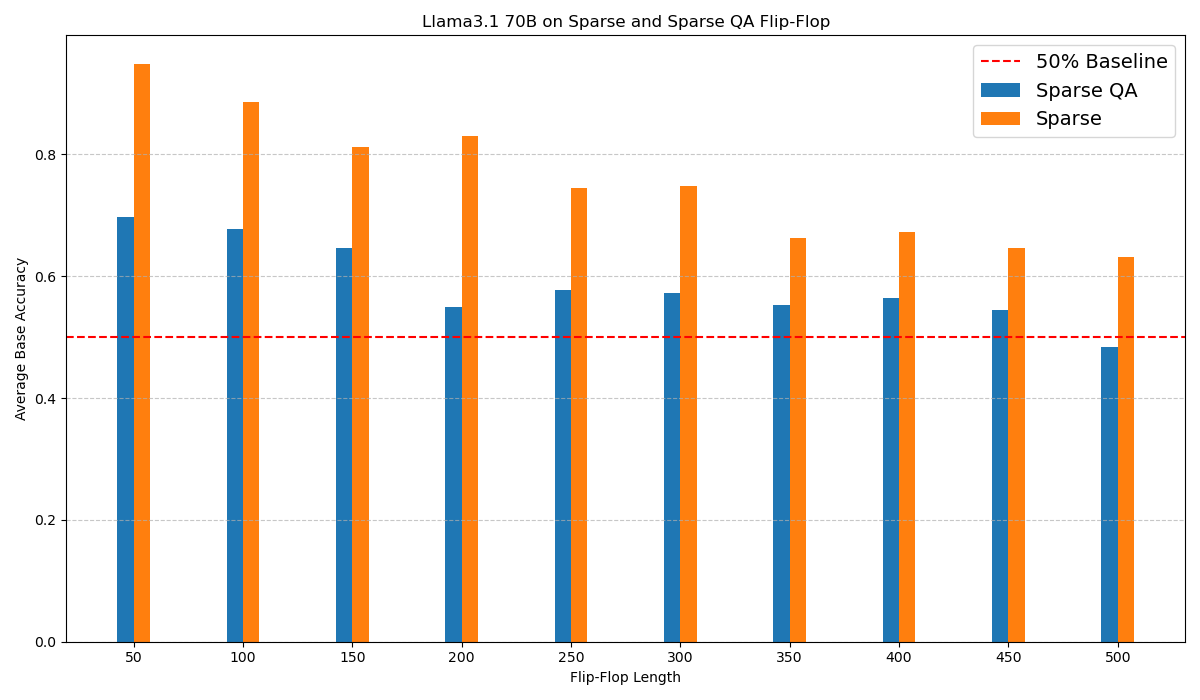 Llama3.1 70B on Sparse and Sparse QA Flip-Flop
50% Baseline
Sparse QA
Sparse
Average Base Accuracy
0.8
0.6
0.4
0.2
0.0
50 100 150 200 250 300 350 400 450 500
Flip-Flop Length